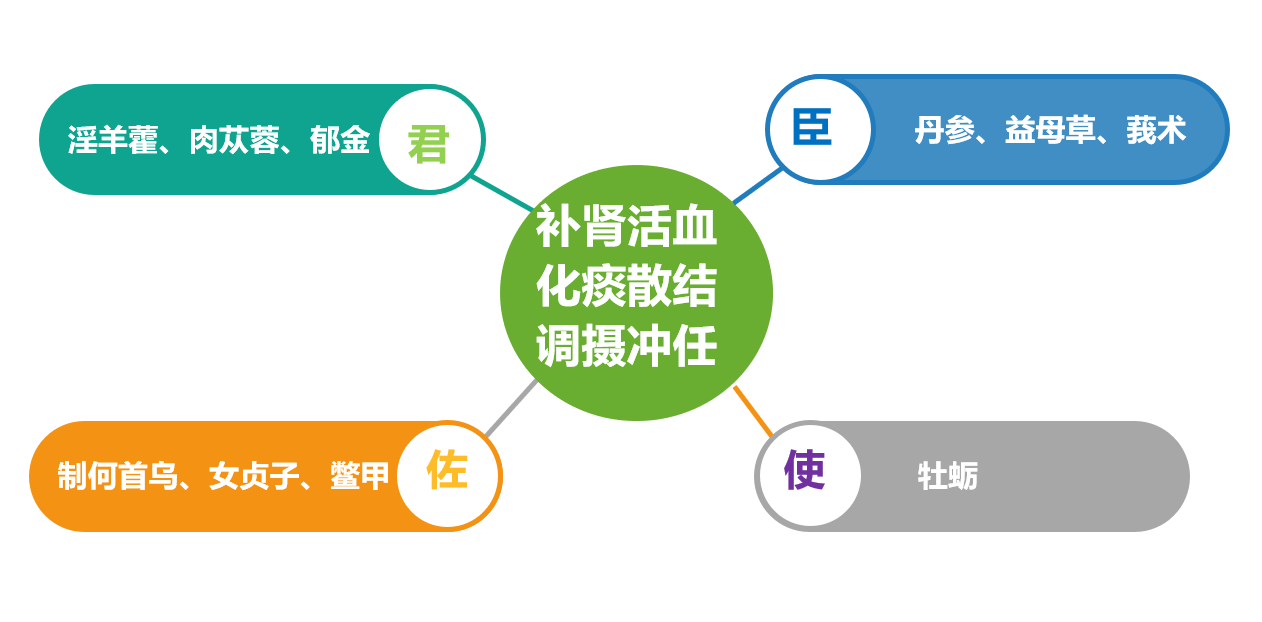 淫羊藿、肉苁蓉、郁金
君
臣
丹参、益母草、莪术
补肾活血
化痰散结
调摄冲任
制何首乌、女贞子、鳖甲
佐
使
牡蛎